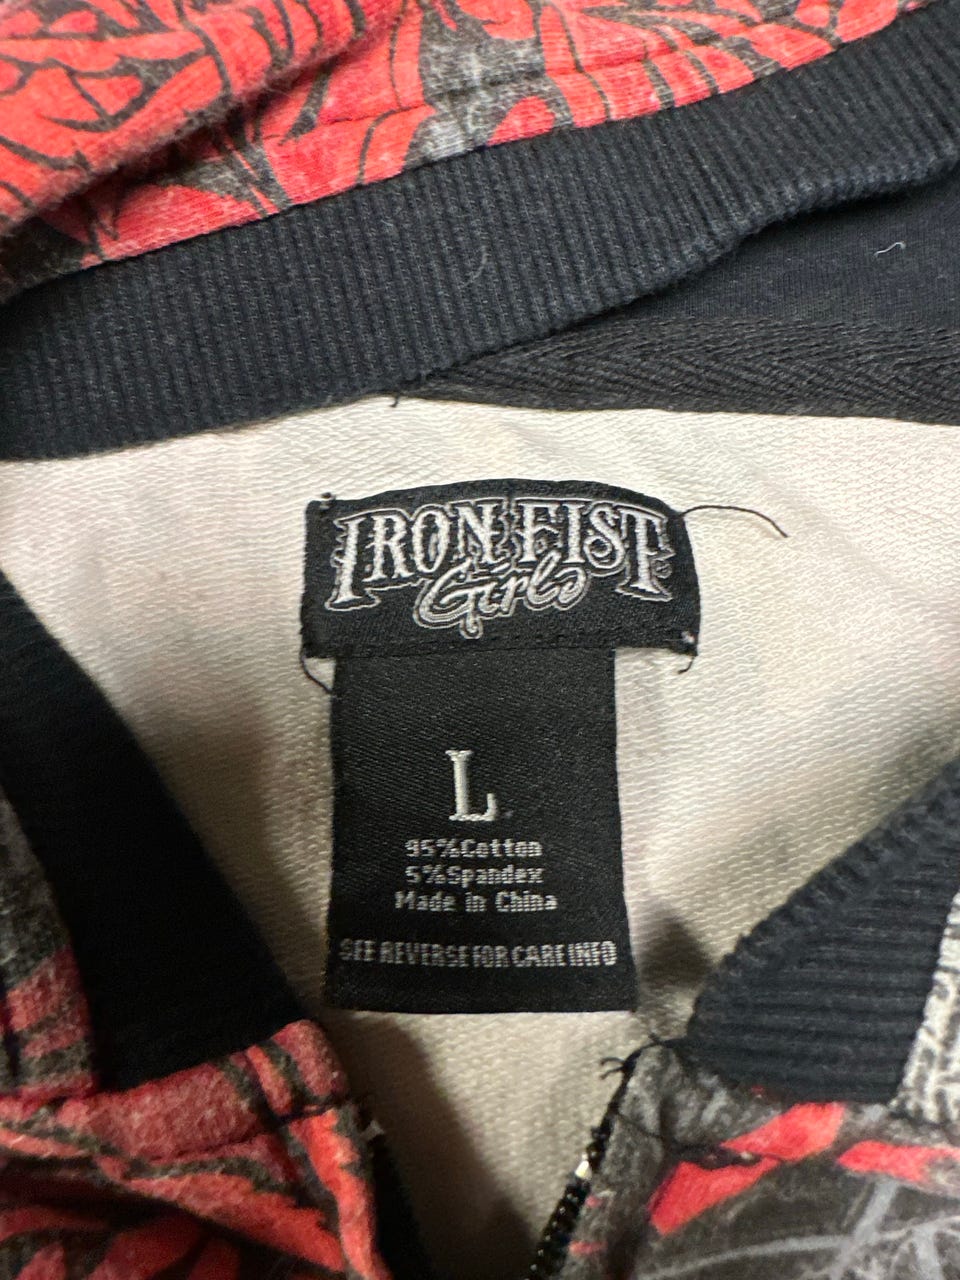 IRON FIST
Girls
L
95%Cotton
5%Spandex
Made in China
SEE REVERSE FOR CARE INFO